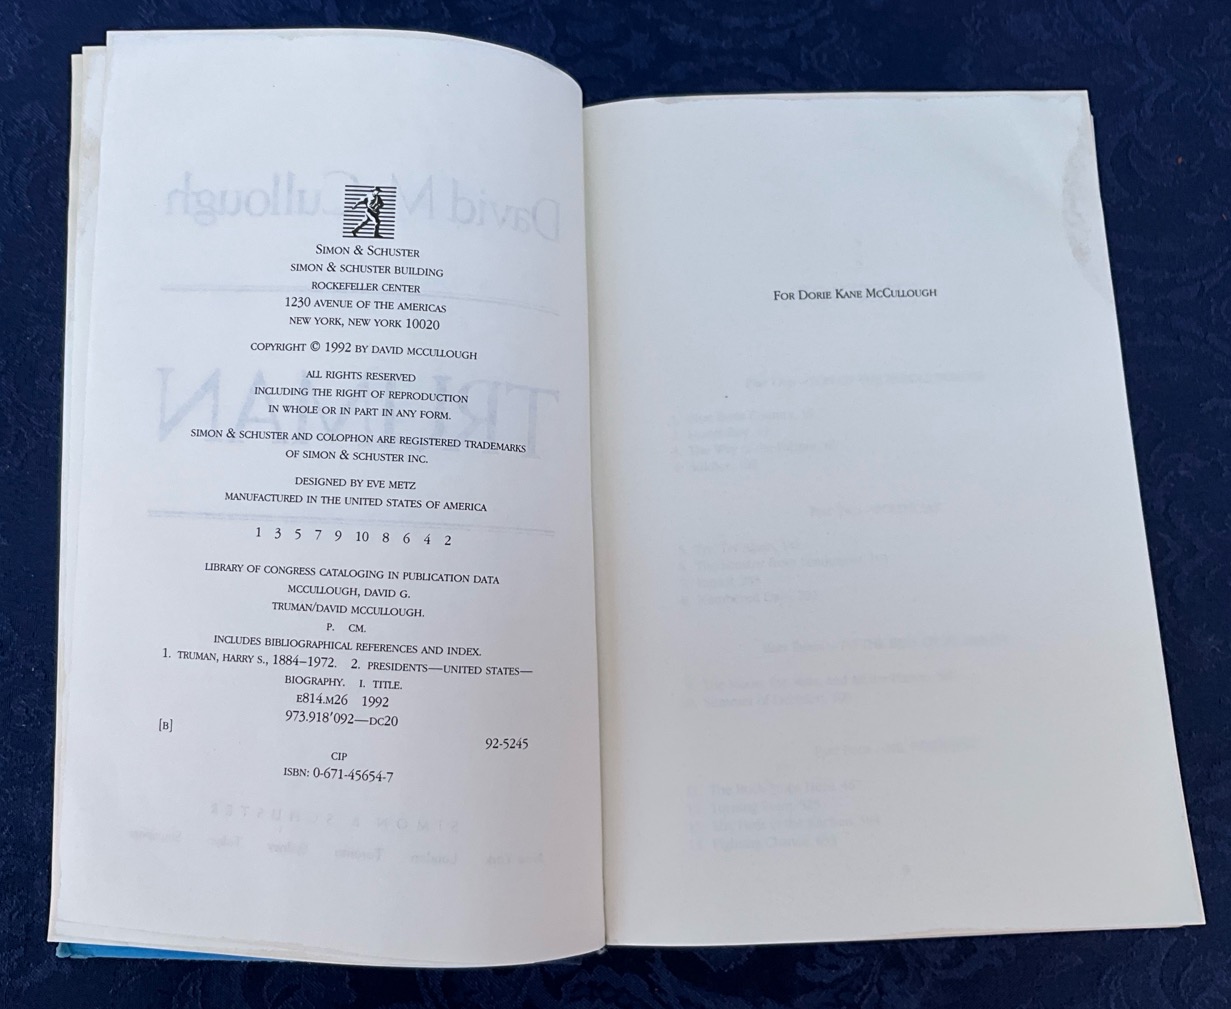 SIMON & SCHUSTER
SIMON & SCHUSTER BUILDING
ROCKEFELLER CENTER
1230 AVENUE OF THE AMERICAS
NEW YORK, NEW YORK 10020
COPYRIGHT © 1992 BY DAVID MCCULLOUGH
ALL RIGHTS RESERVED
INCLUDING THE RIGHT OF REPRODUCTION
IN WHOLE OR IN PART IN ANY FORM.
SIMON & SCHUSTER AND COLOPHON ARE REGISTERED TRADEMARKS
OF SIMON & SCHUSTER INC.
DESIGNED BY EVE METZ
MANUFACTURED IN THE UNITED STATES OF AMERICA
1 3 5 7 9 10 8 6 4 2
LIBRARY OF CONGRESS CATALOGING IN PUBLICATION DATA
MCCULLOUGH, DAVID G.
TRUMAN/DAVID MCCULLOUGH.
P. CM.
INCLUDES BIBLIOGRAPHICAL REFERENCES AND INDEX.
1. TRUMAN, HARRY S., 1884–1972. 2. PRESIDENTS—UNITED STATES—
BIOGRAPHY. I. TITLE.
E814.M26 1992
973.918'092—DC20
[B]
92-5245
CIP
ISBN: 0-671-45654-7
FOR DORIE KANE MCCULLOUGH